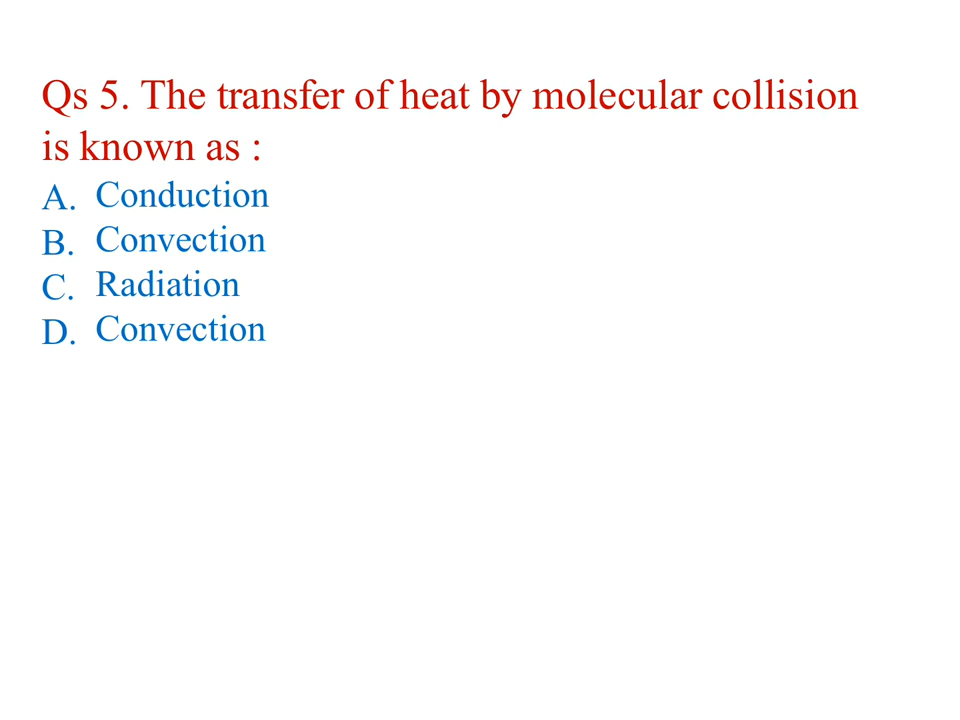 Qs 5. The transfer of heat by molecular collision
is known as :
A. Conduction
B. Convection
C. Radiation
D. Convection